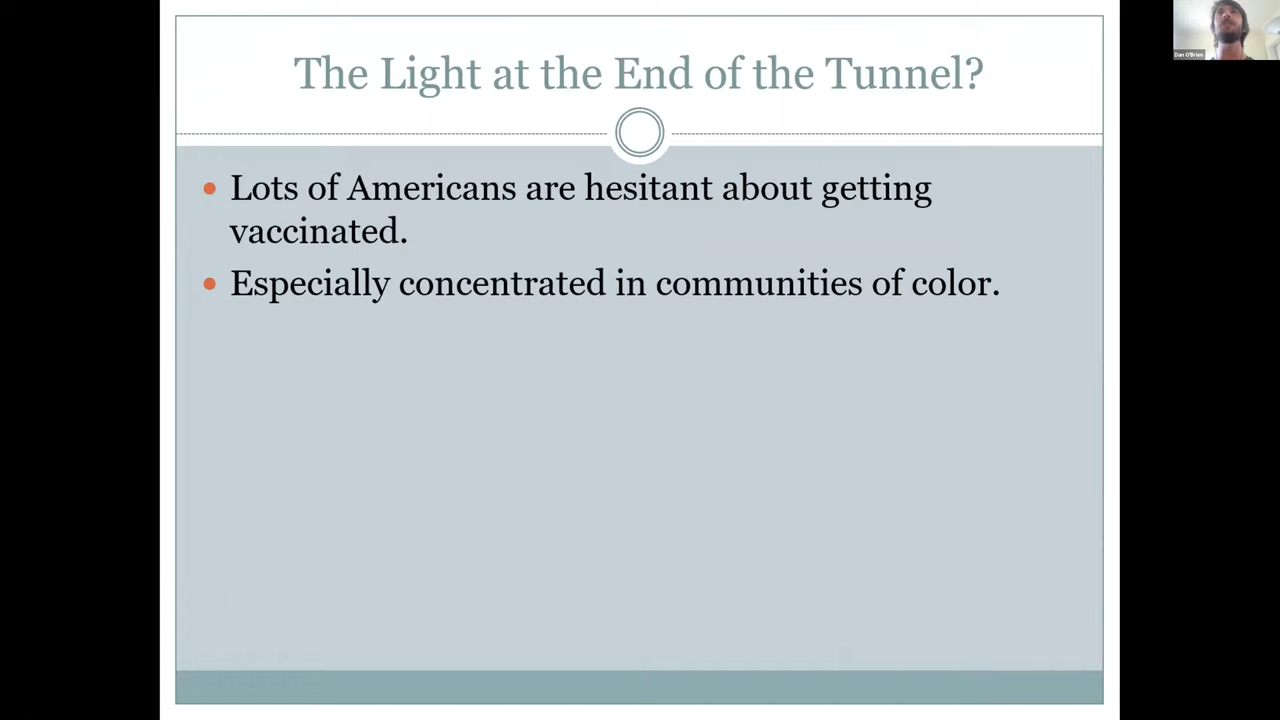 The Light at the End of the Tunnel?
Lots of Americans are hesitant about getting
vaccinated.
Especially concentrated in communities of color.
Dan O'Brien